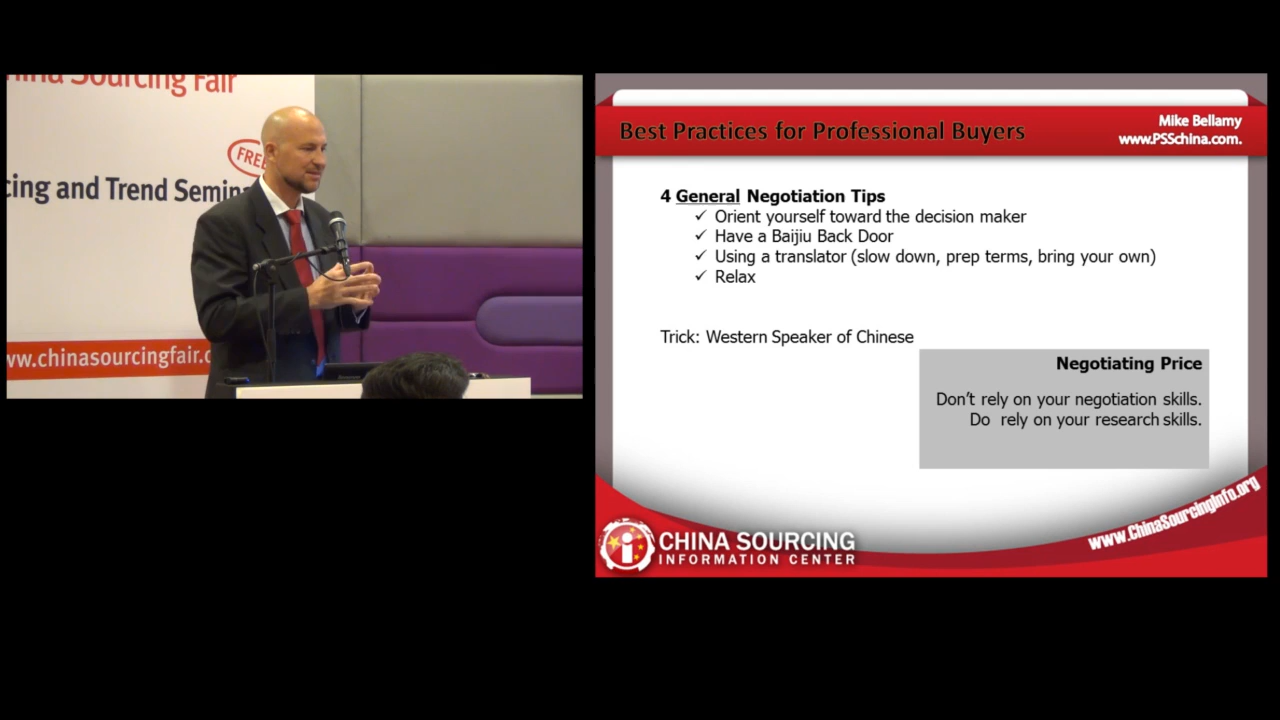 China Sourcing Fair
FREE
and Trend
www.chinasourcingfair.
Best Practices for Professional Buyers
Mike Bellamy
www.PSSchina.com.
4 General Negotiation Tips
✓ Orient yourself toward the decision maker
✓ Have a Baijiu Back Door
✓ Using a translator (slow down, prep terms, bring your own)
✓ Relax
Trick: Western Speaker of Chinese
Negotiating Price
Don't rely on your negotiation skills.
Do rely on your research skills.
CHINA SOURCING
INFORMATION CENTER
www.ChinaSourcingInfo.org